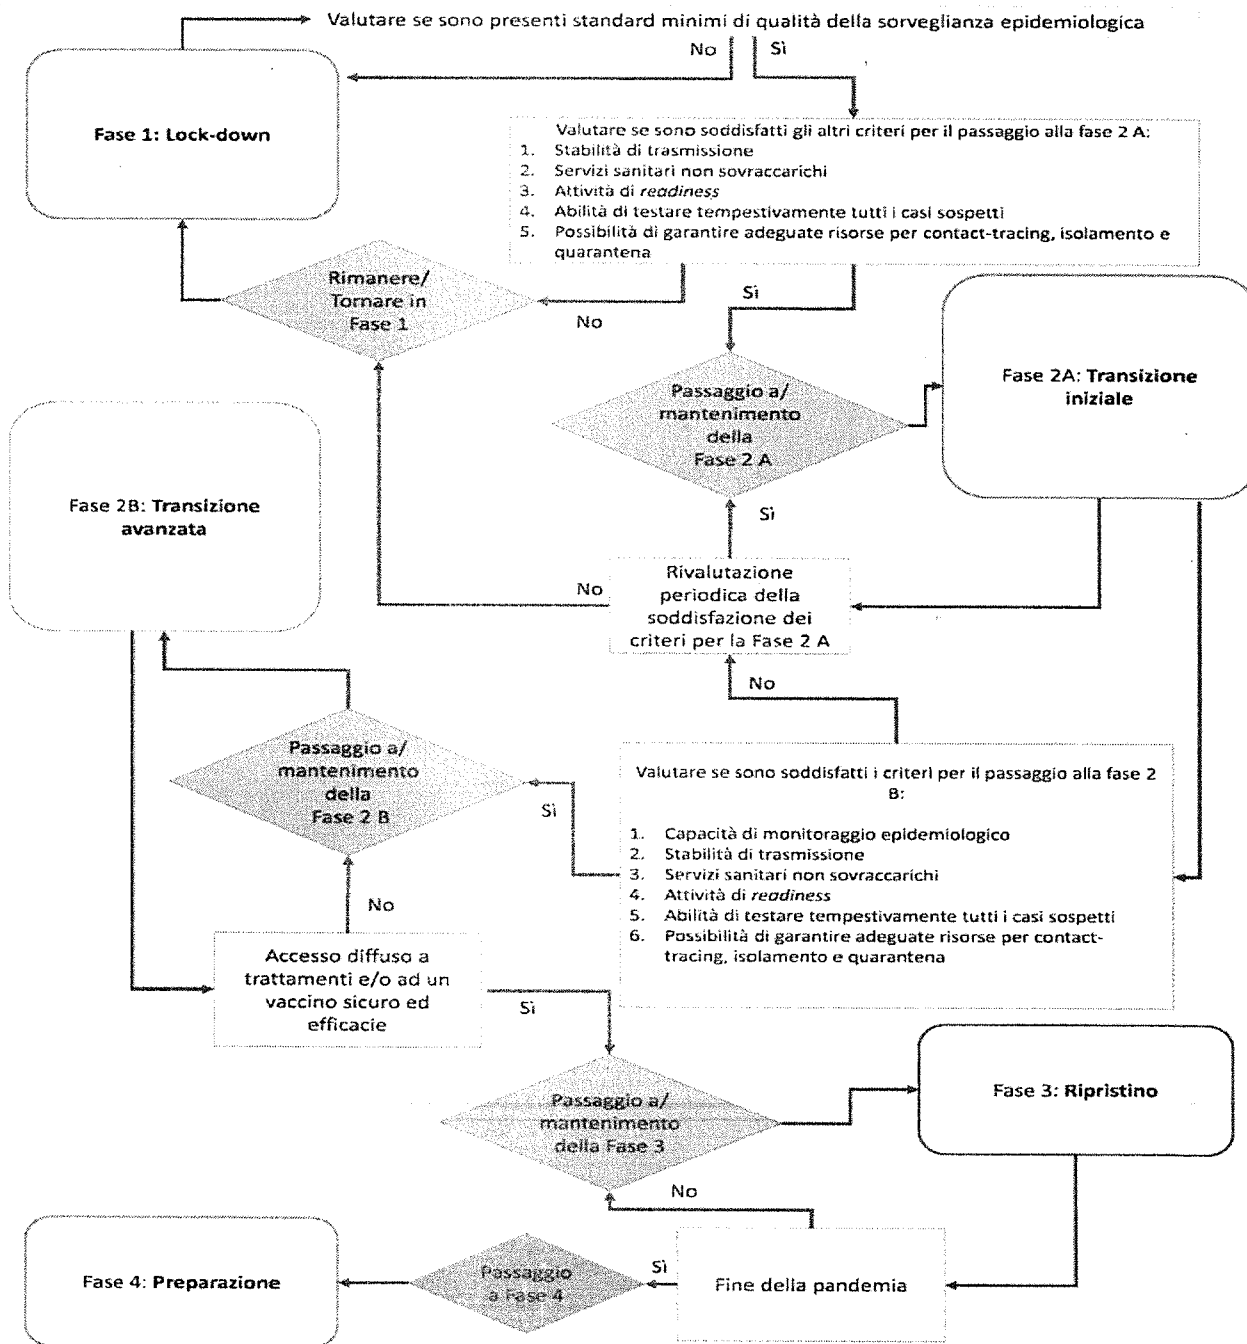 Valutare se sono presenti standard minimi di qualità della sorveglianza epidemiologica
No
Sì
Fase 1: Lock-down
Valutare se sono soddisfatti gli altri criteri per il passaggio alla fase 2 A:
1. Stabilità di trasmissione
2. Servizi sanitari non sovraccarichi
3. Attività di readiness
4. Abilità di testare tempestivamente tutti i casi sospetti
5. Possibilità di garantire adeguate risorse per contact-tracing, isolamento e
quarantena
Rimanere/
Tornare in
Fase 1
No
Sì
Passaggio a/
mantenimento
della
Fase 2 A
Fase 2A: Transizione
iniziale
Fase 2B: Transizione
avanzata
Sì
No
Rivalutazione
periodica della
soddisfazione dei
criteri per la Fase 2 A
No
Passaggio a/
mantenimento
della
Fase 2 B
Sì
Valutare se sono soddisfatti i criteri per il passaggio alla fase 2
B:
1. Capacità di monitoraggio epidemiologico
2. Stabilità di trasmissione
3. Servizi sanitari non sovraccarichi
4. Attività di readiness
5. Abilità di testare tempestivamente tutti i casi sospetti
6. Possibilità di garantire adeguate risorse per contact-
tracing, isolamento e quarantena
No
Accesso diffuso a
trattamenti e/o ad un
vaccino sicuro ed
efficacie
Sì
Passaggio a/
mantenimento
della Fase 3
Fase 3: Ripristino
No
Fase 4: Preparazione
Passaggio
a Fase 4
Sì
Fine della pandemia